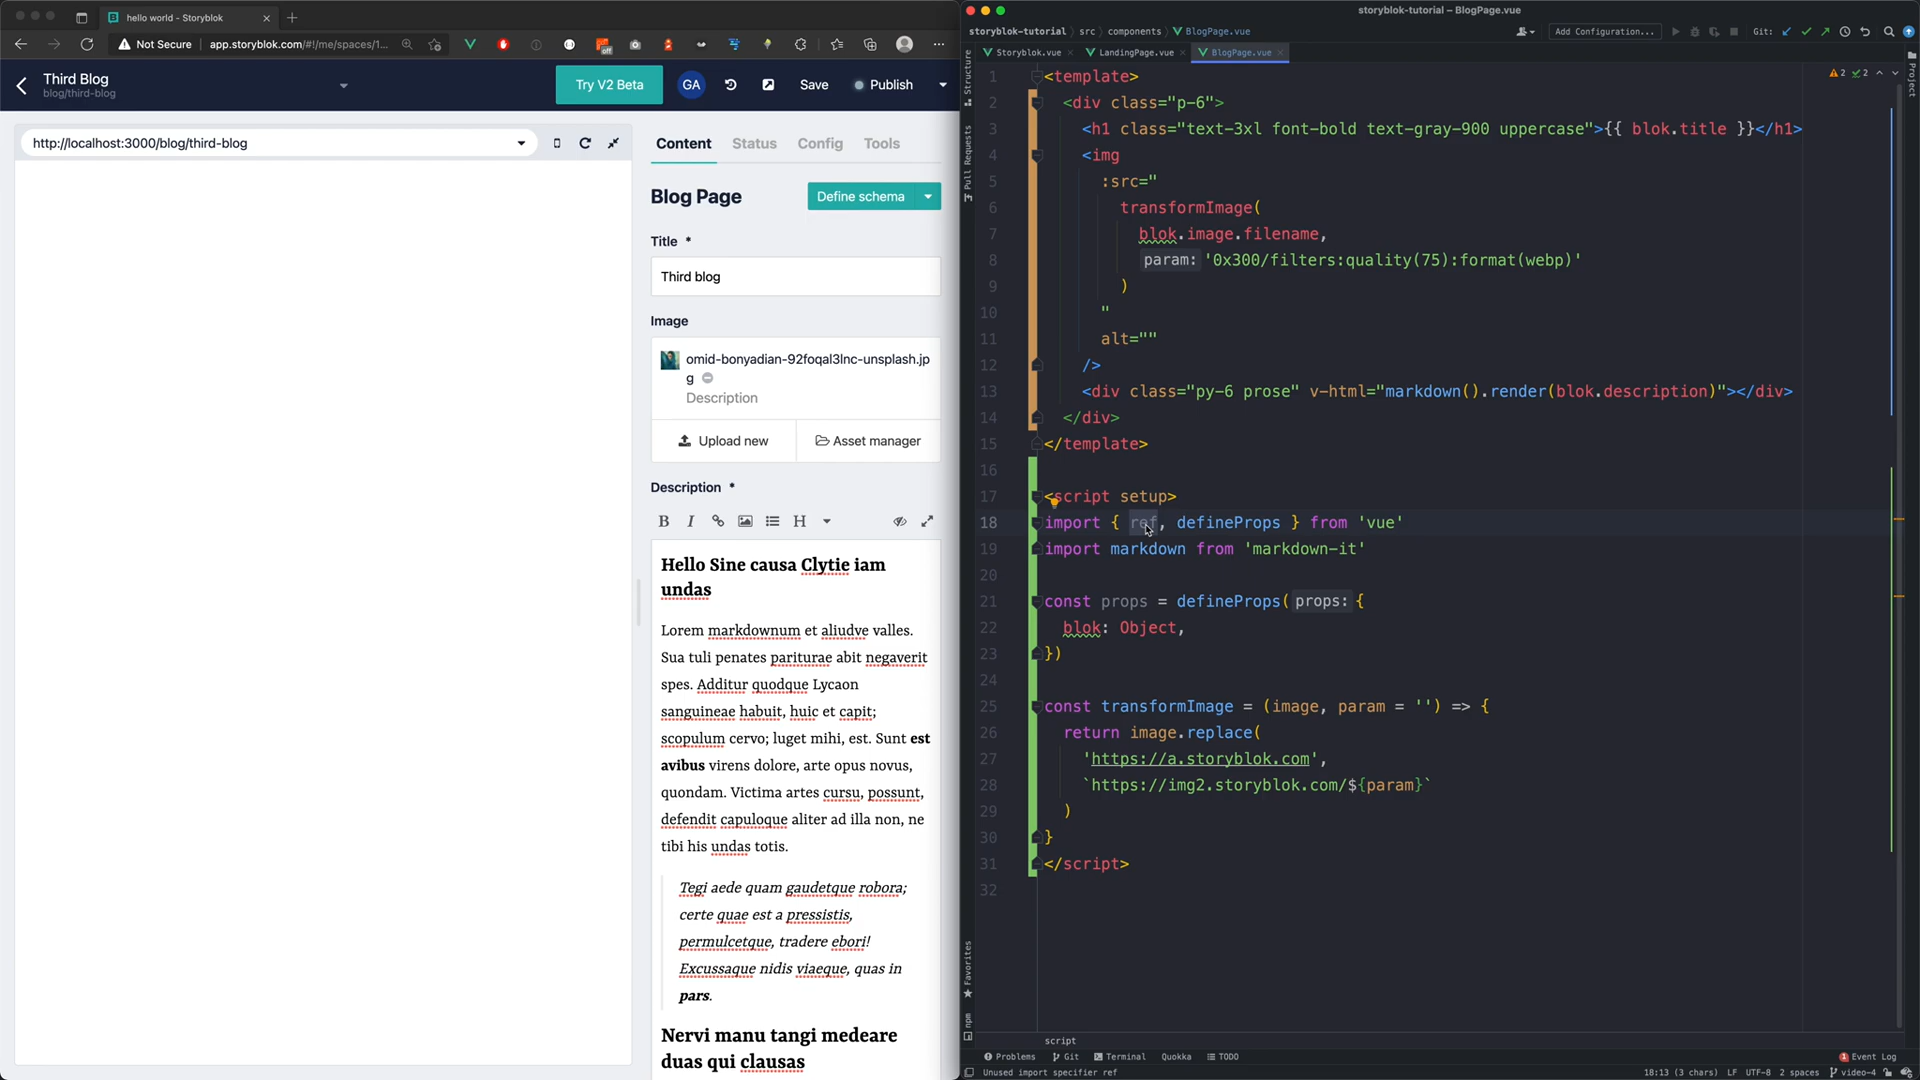 hello world - Storyblok
Not Secure
app.storyblok.com/#!/me/spaces/1...
off
Third Blog
blog/third-blog
Try V2 Beta
GA
Save
Publish
http://localhost:3000/blog/third-blog
Content
Status
Config
Tools
Blog Page
Define schema
Title *
Third blog
Image
omid-bonyadian-92foqal3lnc-unsplash.jp
g
Description
Upload new
Asset manager
Description *
B I H
Hello Sine causa Clytie iam
undas
Lorem markdownum et aliudve valles.
Sua tuli penates pariturae abit negaverit
spes. Additur quodque Lycaon
sanguineae habuit, huic et capit;
scopulum cervo; luget mihi, est. Sunt est
avibus virens dolore, arte opus novus,
quondam. Victima artes cursu, possunt,
defendit capuloque aliter ad illa non, ne
tibi his undas totis.
Tegi aede quam gaudetque robora;
certe quae est a pressistis,
permulcetque, tradere ebori!
Excussaque nidis viaeque, quas in
pars.
Nervi manu tangi medeare
duas qui clausas
storyblok-tutorial – BlogPage.vue
storyblok-tutorial › src › components › BlogPage.vue
Add Configuration...
Git:
Storyblok.vue
LandingPage.vue
BlogPage.vue
Structure
Pull Requests
Favorites
npm
Project
2 2
1 <template>
2 <div class="p-6">
3 <h1 class="text-3xl font-bold text-gray-900 uppercase">{{ blok.title }}</h1>
4 <img
5 :src="
6 transformImage(
7 blok.image.filename,
8 param: '0x300/filters:quality(75):format(webp)'
9 )
10 "
11 alt=""
12 />
13 <div class="py-6 prose" v-html="markdown().render(blok.description)"></div>
14 </div>
15 </template>
16
17 <script setup>
18 import { ref, defineProps } from 'vue'
19 import markdown from 'markdown-it'
20
21 const props = defineProps( props: {
22 blok: Object,
23 })
24
25 const transformImage = (image, param = '') => {
26 return image.replace(
27 'https://a.storyblok.com',
28 `https://img2.storyblok.com/${param}`
29 )
30 }
31 </script>
32
script
Problems
Git
Terminal
Quokka
TODO
1 Event Log
Unused import specifier ref
18:13 (3 chars)
LF
UTF-8
2 spaces
video-4